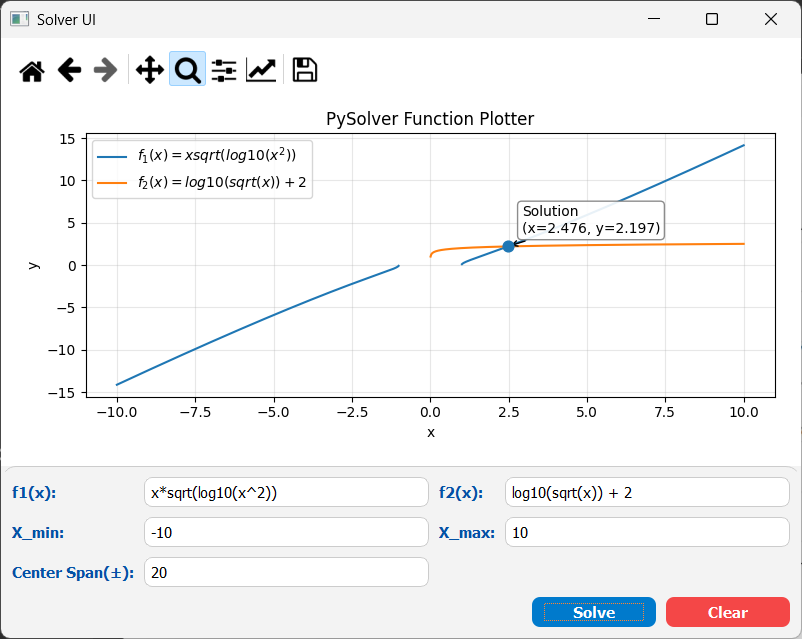 Solver UI
PySolver Function Plotter
f₁(x) = xsqrt(log10(x²))
f₂(x) = log10(sqrt(x)) + 2
Solution
(x=2.476, y=2.197)
15
10
5
0
−5
−10
−15
y
−10.0 −7.5 −5.0 −2.5 0.0 2.5 5.0 7.5 10.0
x
f1(x): x*sqrt(log10(x^2)) f2(x): log10(sqrt(x)) + 2
X_min: -10 X_max: 10
Center Span(±): 20
Solve Clear